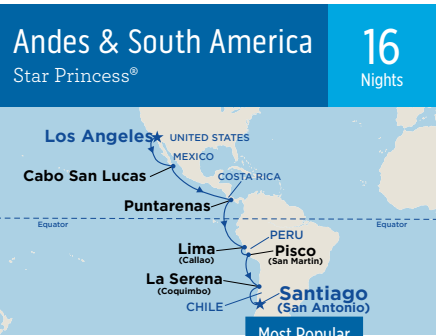 Andes & South America
Star Princess®
16
Nights
Los Angeles
UNITED STATES
MEXICO
Cabo San Lucas
COSTA RICA
Puntarenas
Equator
Equator
PERU
Lima
(Callao)
Pisco
(San Martin)
La Serena
(Coquimbo)
CHILE
Santiago
(San Antonio)
Most Popular